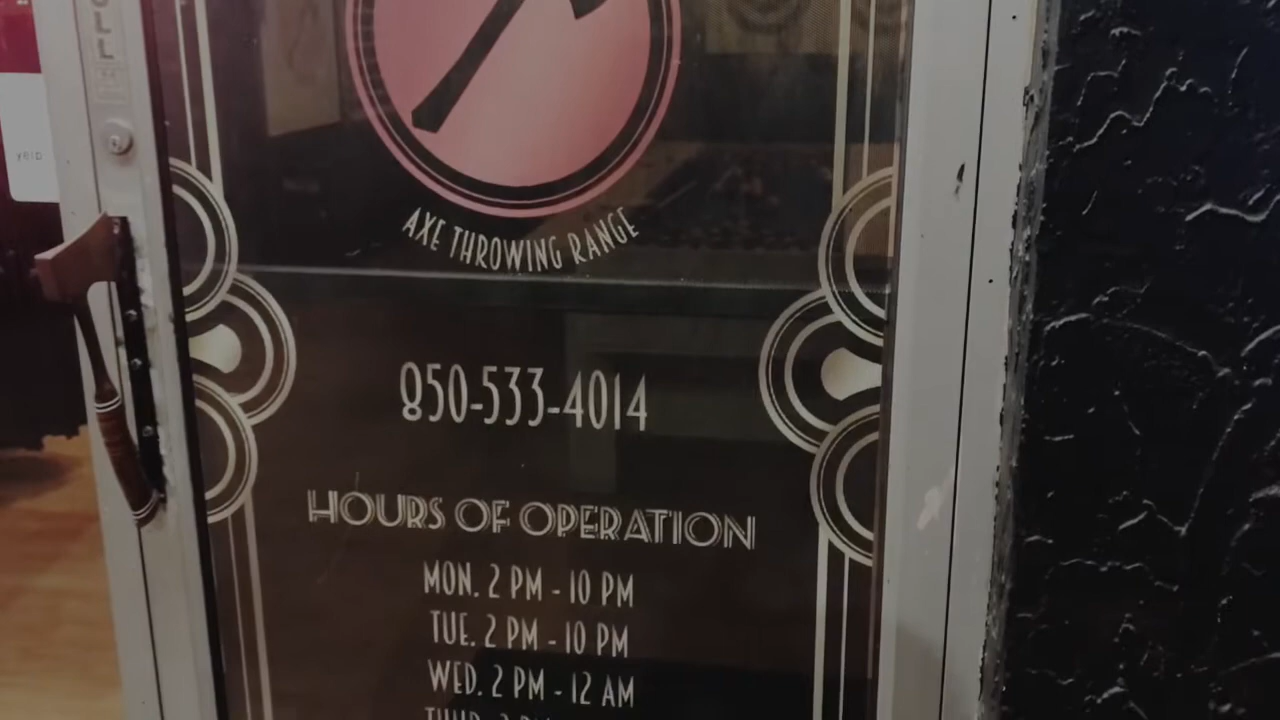 AXE THROWING RANGE
850-533-4014
HOURS OF OPERATION
MON. 2 PM - 10 PM
TUE. 2 PM - 10 PM
WED. 2 PM - 12 AM